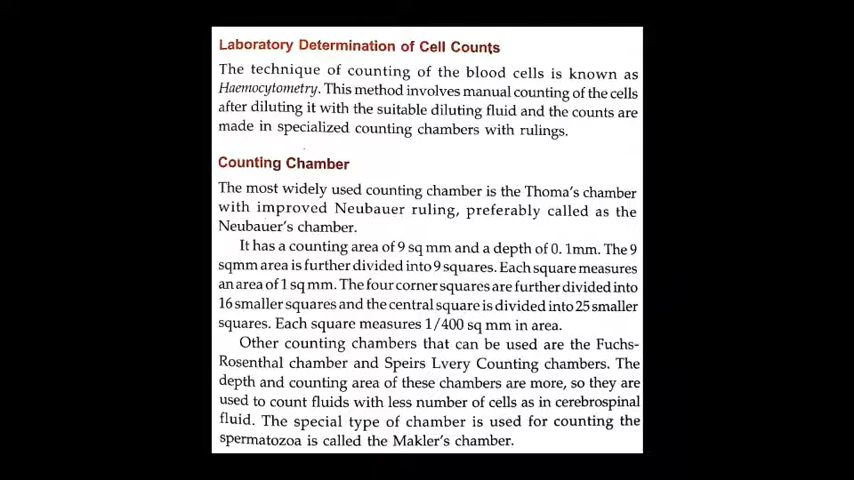 Laboratory Determination of Cell Counts
The technique of counting of the blood cells is known as
Haemocytometry. This method involves manual counting of the cells
after diluting it with the suitable diluting fluid and the counts are
made in specialized counting chambers with rulings.
Counting Chamber
The most widely used counting chamber is the Thoma's chamber
with improved Neubauer ruling, preferably called as the
Neubauer's chamber.
It has a counting area of 9 sq mm and a depth of 0. 1mm. The 9
sqmm area is further divided into 9 squares. Each square measures
an area of 1 sq mm. The four corner squares are further divided into
16 smaller squares and the central square is divided into 25 smaller
squares. Each square measures 1/400 sq mm in area.
Other counting chambers that can be used are the Fuchs-
Rosenthal chamber and Speirs Lvery Counting chambers. The
depth and counting area of these chambers are more, so they are
used to count fluids with less number of cells as in cerebrospinal
fluid. The special type of chamber is used for counting the
spermatozoa is called the Makler's chamber.